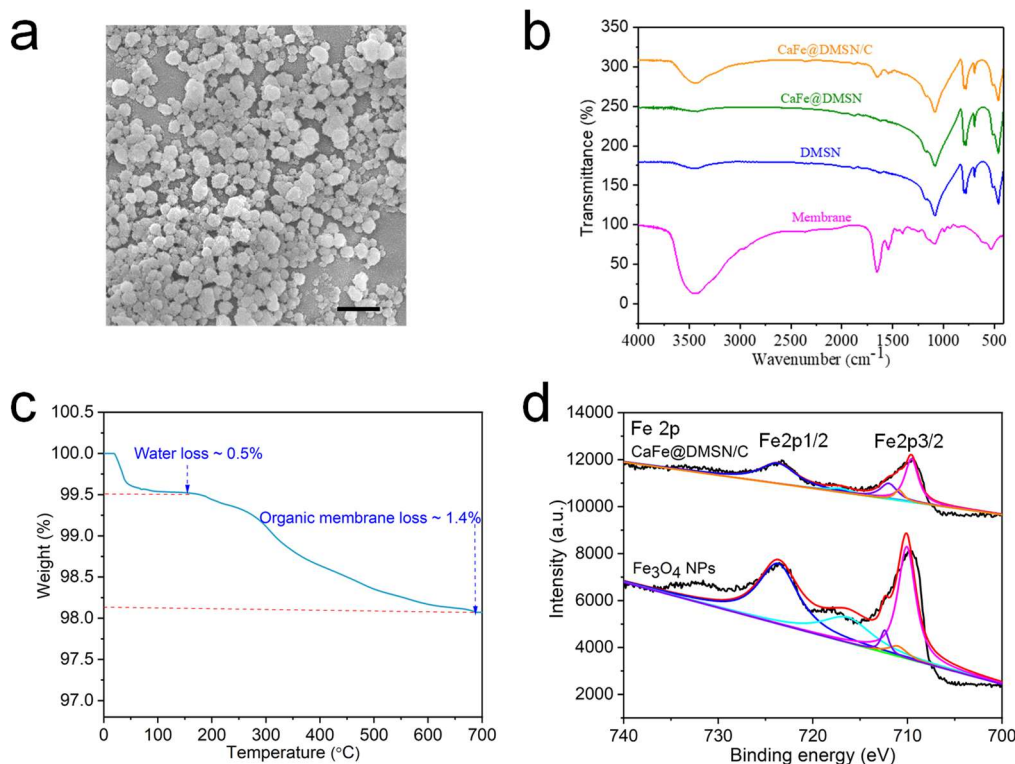 a
b
CaFe@DMSN/C
CaFe@DMSN
DMSN
Membrane
350
300
250
200
150
100
50
0
Transmittance (%)
4000 3500 3000 2500 2000 1500 1000 500
Wavenumber (cm-1)
c
100.5
100.0
99.5
99.0
98.5
98.0
97.5
97.0
Weight (%)
Water loss ~ 0.5%
Organic membrane loss ~ 1.4%
0 100 200 300 400 500 600 700
Temperature (°C)
d
14000
12000
10000
8000
6000
4000
2000
Intensity (a.u.)
Fe 2p
CaFe@DMSN/C
Fe2p1/2
Fe2p3/2
Fe3O4 NPs
740 730 720 710 700
Binding energy (eV)